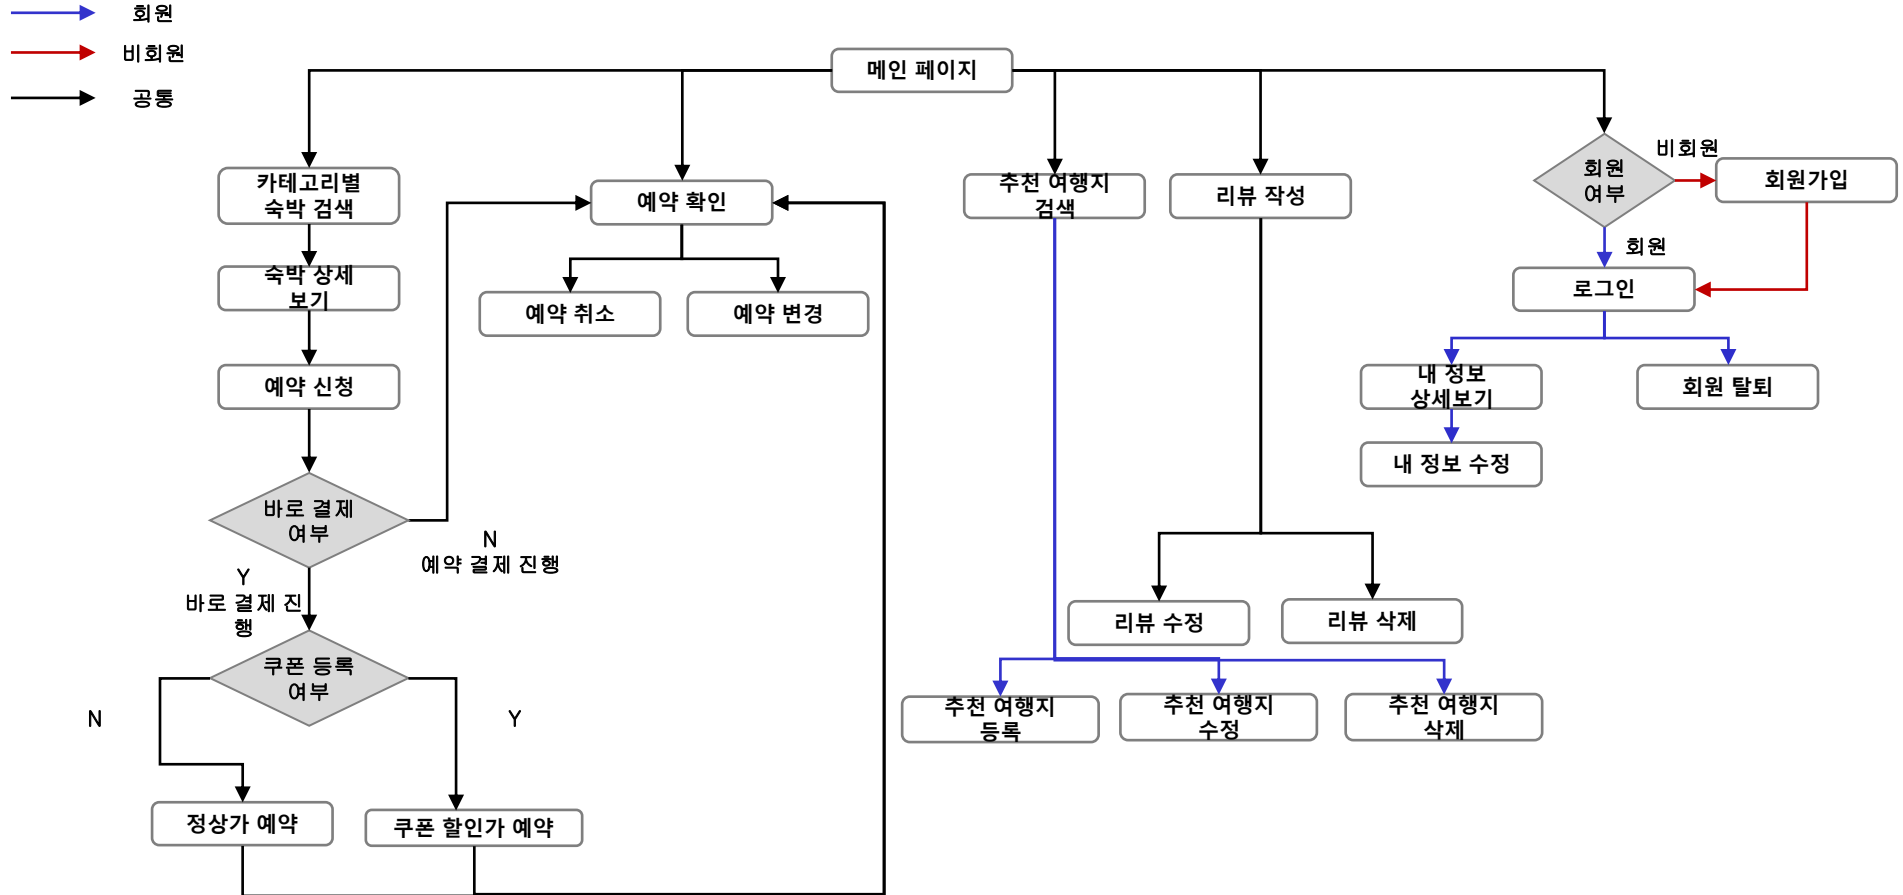 회원
비회원
공통
메인 페이지
카테고리별
숙박 검색
숙박 상세
보기
예약 신청
바로 결제
여부
N
예약 결제 진행
Y
바로 결제 진
행
쿠폰 등록
여부
N
Y
정상가 예약
쿠폰 할인가 예약
예약 확인
예약 취소
예약 변경
추천 여행지
검색
리뷰 작성
리뷰 수정
리뷰 삭제
추천 여행지
등록
추천 여행지
수정
추천 여행지
삭제
회원
여부
비회원
회원가입
회원
로그인
내 정보
상세보기
회원 탈퇴
내 정보 수정